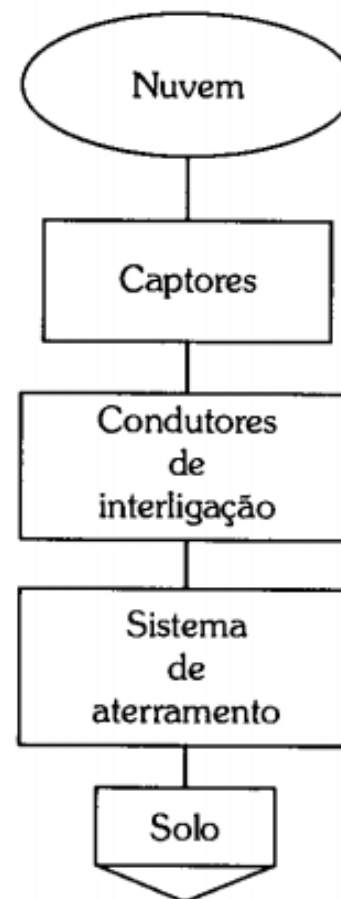 Nuvem
Captores
Condutores
de
interligação
Sistema
de
aterramento
Solo